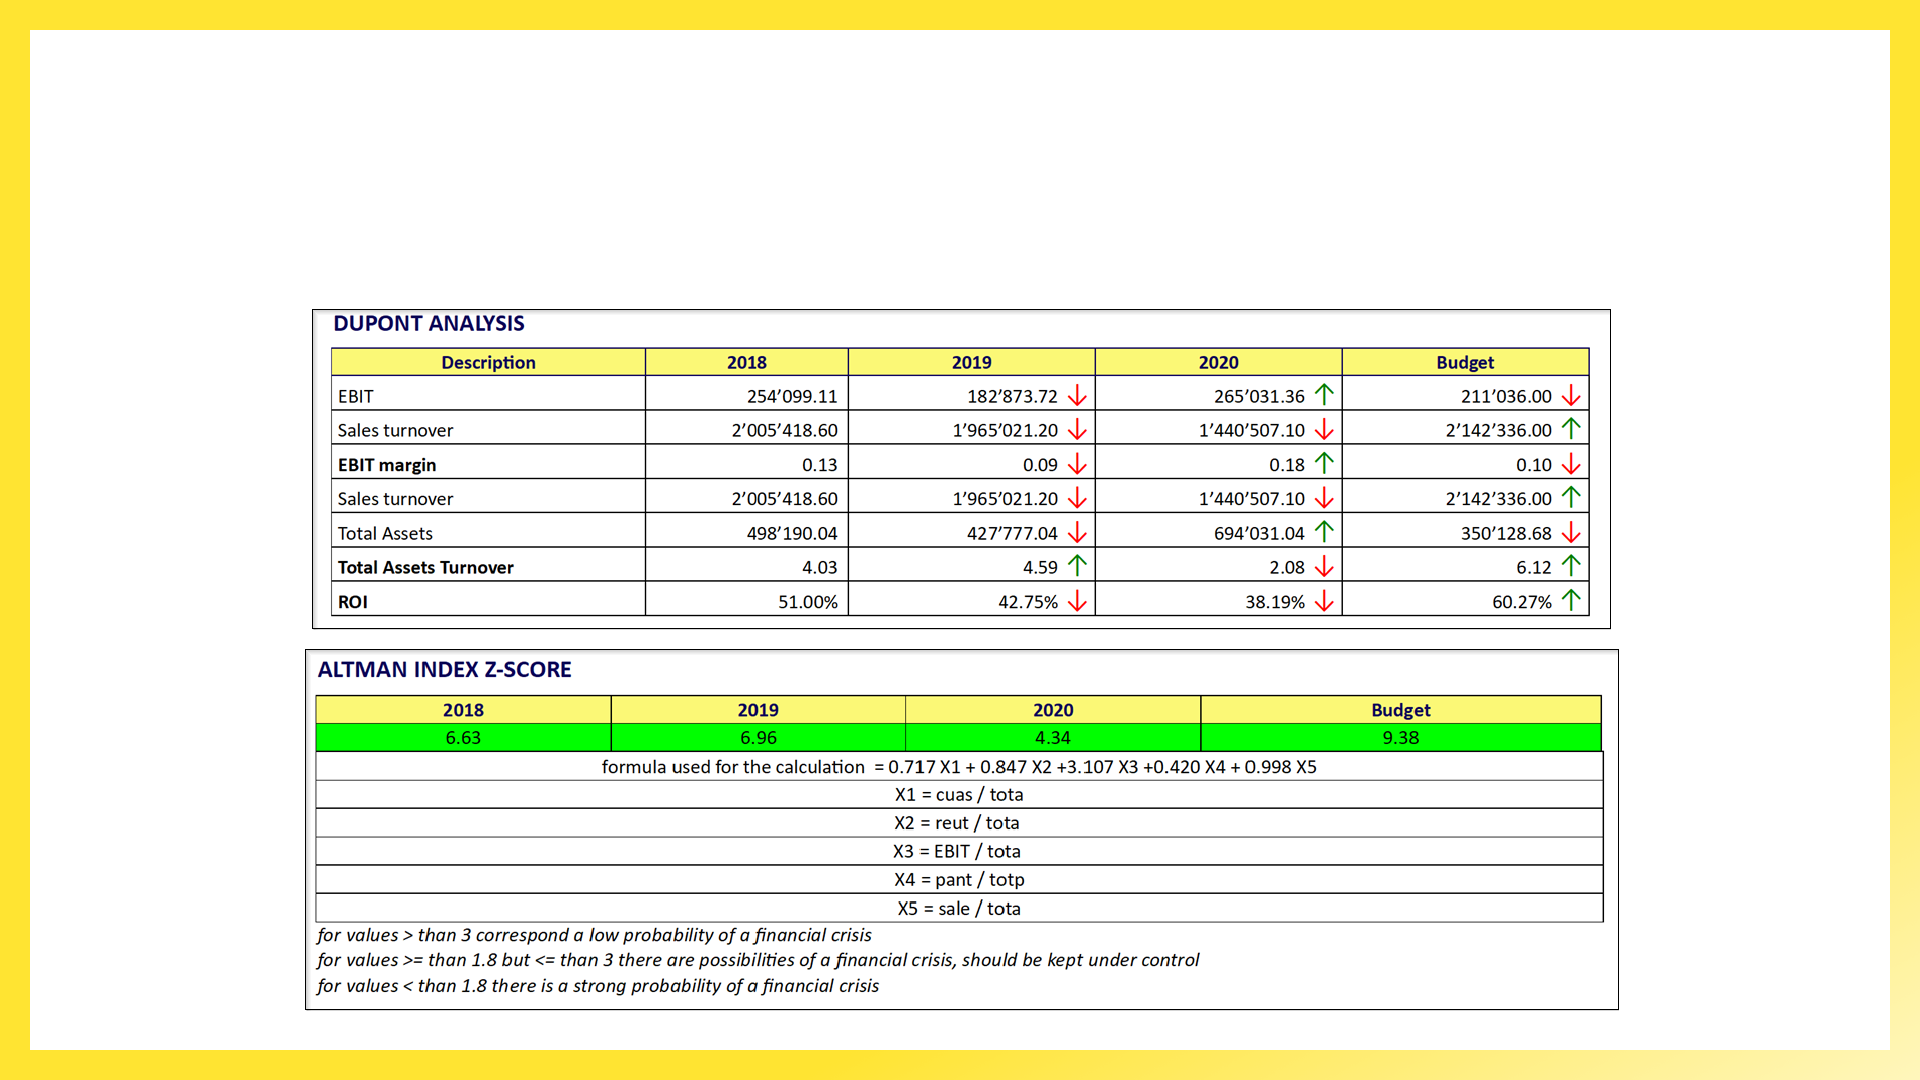 DUPONT ANALYSIS
Description 2018 2019 2020 Budget
EBIT 254’099.11 182’873.72 ↓ 265’031.36 ↑ 211’036.00 ↓
Sales turnover 2’005’418.60 1’965’021.20 ↓ 1’440’507.10 ↓ 2’142’336.00 ↑
EBIT margin 0.13 0.09 ↓ 0.18 ↑ 0.10 ↓
Sales turnover 2’005’418.60 1’965’021.20 ↓ 1’440’507.10 ↓ 2’142’336.00 ↑
Total Assets 498’190.04 427’777.04 ↓ 694’031.04 ↑ 350’128.68 ↓
Total Assets Turnover 4.03 4.59 ↑ 2.08 ↓ 6.12 ↑
ROI 51.00% 42.75% ↓ 38.19% ↓ 60.27% ↑
ALTMAN INDEX Z-SCORE
2018 2019 2020 Budget
6.63 6.96 4.34 9.38
formula used for the calculation = 0.717 X1 + 0.847 X2 +3.107 X3 +0.420 X4 + 0.998 X5
X1 = cuas / tota
X2 = reut / tota
X3 = EBIT / tota
X4 = pant / totp
X5 = sale / tota
for values > than 3 correspond a low probability of a financial crisis
for values >= than 1.8 but <= than 3 there are possibilities of a financial crisis, should be kept under control
for values < than 1.8 there is a strong probability of a financial crisis